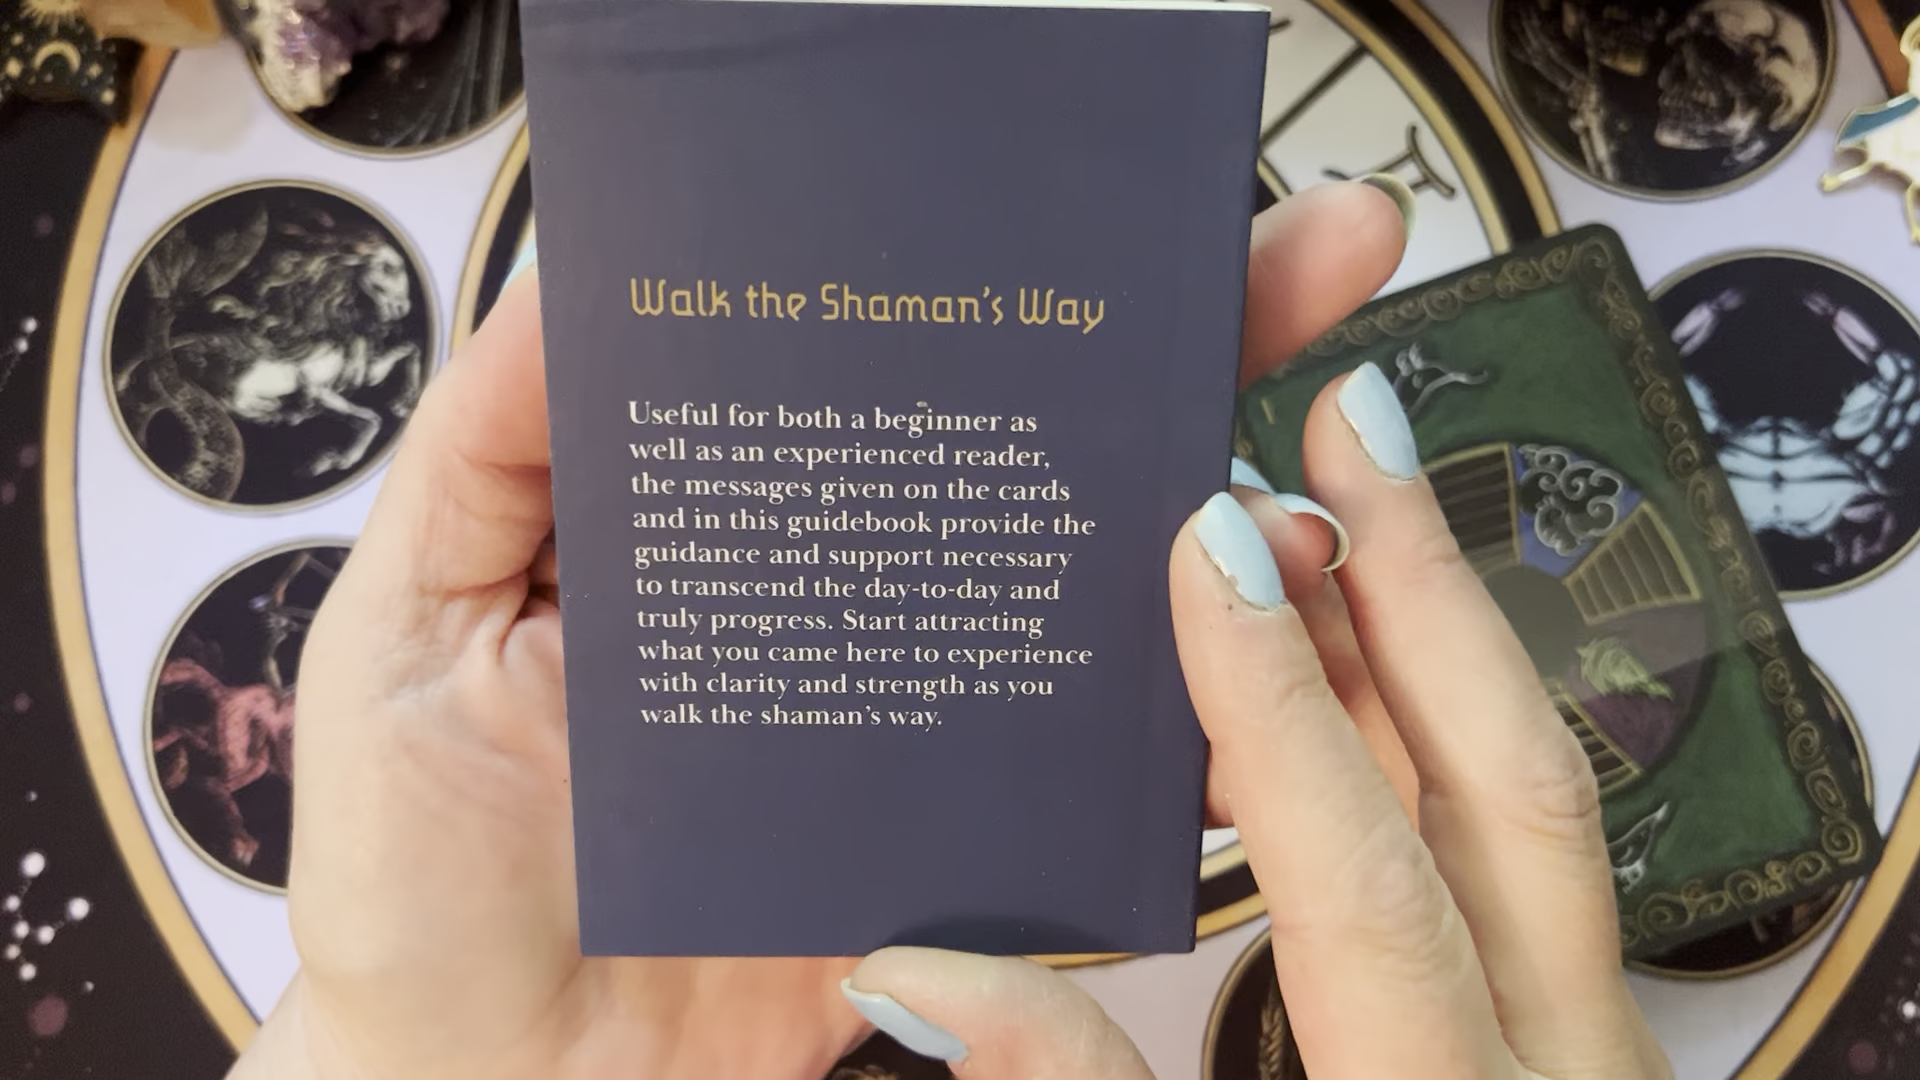 Walk the Shaman's Way
Useful for both a beginner as
well as an experienced reader,
the messages given on the cards
and in this guidebook provide the
guidance and support necessary
to transcend the day-to-day and
truly progress. Start attracting
what you came here to experience
with clarity and strength as you
walk the shaman's way.